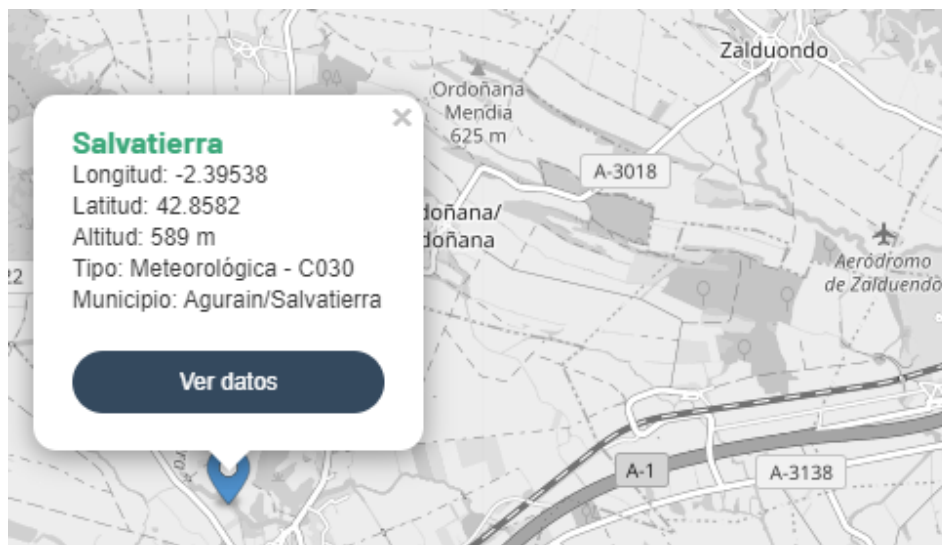 Zalduondo
Ordoñana
Mendia
625 m
×
Salvatierra
Longitud: -2.39538
Latitud: 42.8582
Altitud: 589 m
Tipo: Meteorológica - C030
Municipio: Agurain/Salvatierra
Ver datos
A-3018
doñana/
doñana
Aeródromo
de Zalduendo
22
A-1
A-3138